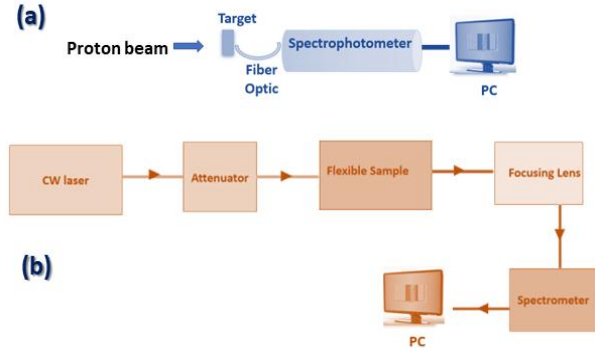 (a)
Target
Proton beam
Spectrophotometer
Fiber
Optic
PC
CW laser
Attenuator
Flexible Sample
Focusing Lens
(b)
Spectrometer
PC